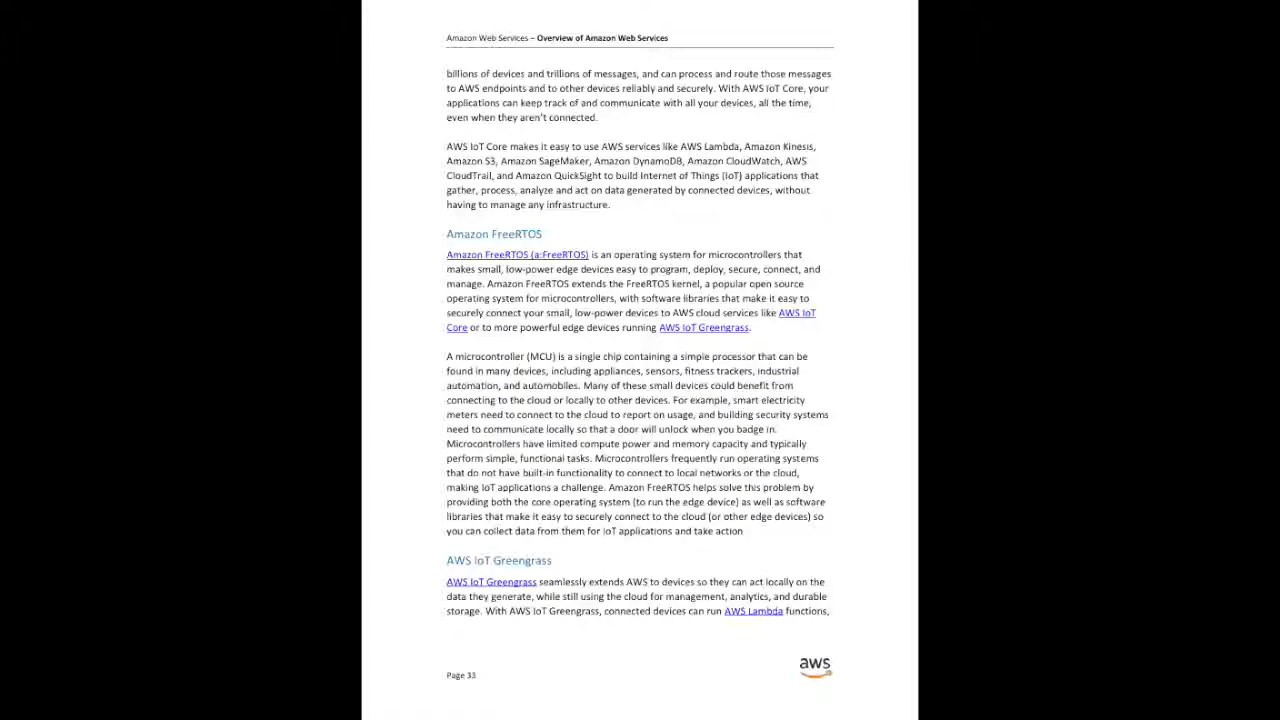 Amazon Web Services – Overview of Amazon Web Services
billions of devices and trillions of messages, and can process and route those messages
to AWS endpoints and to other devices reliably and securely. With AWS IoT Core, your
applications can keep track of and communicate with all your devices, all the time,
even when they aren't connected.
AWS IoT Core makes it easy to use AWS services like AWS Lambda, Amazon Kinesis,
Amazon S3, Amazon SageMaker, Amazon DynamoDB, Amazon CloudWatch, AWS
CloudTrail, and Amazon QuickSight to build Internet of Things (IoT) applications that
gather, process, analyze and act on data generated by connected devices, without
having to manage any infrastructure.
Amazon FreeRTOS
Amazon FreeRTOS (a:FreeRTOS) is an operating system for microcontrollers that
makes small, low-power edge devices easy to program, deploy, secure, connect, and
manage. Amazon FreeRTOS extends the FreeRTOS kernel, a popular open source
operating system for microcontrollers, with software libraries that make it easy to
securely connect your small, low-power devices to AWS cloud services like AWS IoT
Core or to more powerful edge devices running AWS IoT Greengrass.
A microcontroller (MCU) is a single chip containing a simple processor that can be
found in many devices, including appliances, sensors, fitness trackers, industrial
automation, and automobiles. Many of these small devices could benefit from
connecting to the cloud or locally to other devices. For example, smart electricity
meters need to connect to the cloud to report on usage, and building security systems
need to communicate locally so that a door will unlock when you badge in.
Microcontrollers have limited compute power and memory capacity and typically
perform simple, functional tasks. Microcontrollers frequently run operating systems
that do not have built-in functionality to connect to local networks or the cloud,
making IoT applications a challenge. Amazon FreeRTOS helps solve this problem by
providing both the core operating system (to run the edge device) as well as software
libraries that make it easy to securely connect to the cloud (or other edge devices) so
you can collect data from them for IoT applications and take action
AWS IoT Greengrass
AWS IoT Greengrass seamlessly extends AWS to devices so they can act locally on the
data they generate, while still using the cloud for management, analytics, and durable
storage. With AWS IoT Greengrass, connected devices can run AWS Lambda functions,
aws
Page 33